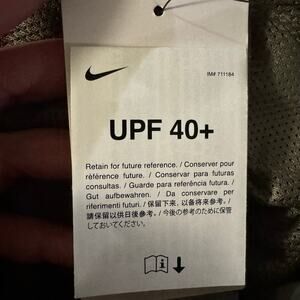 IM# 711184
UPF 40+
Retain for future reference. / Conserver pour
référence future. / Conservar para futuras
consultas. / Guarde para referência futura. /
Gut aufbewahren. / Da conservare per
riferimenti futuri. / 保留下来，以备将来参考。/
請保留以供日後參考。/ 今後の参考のために保管
しておいてください。